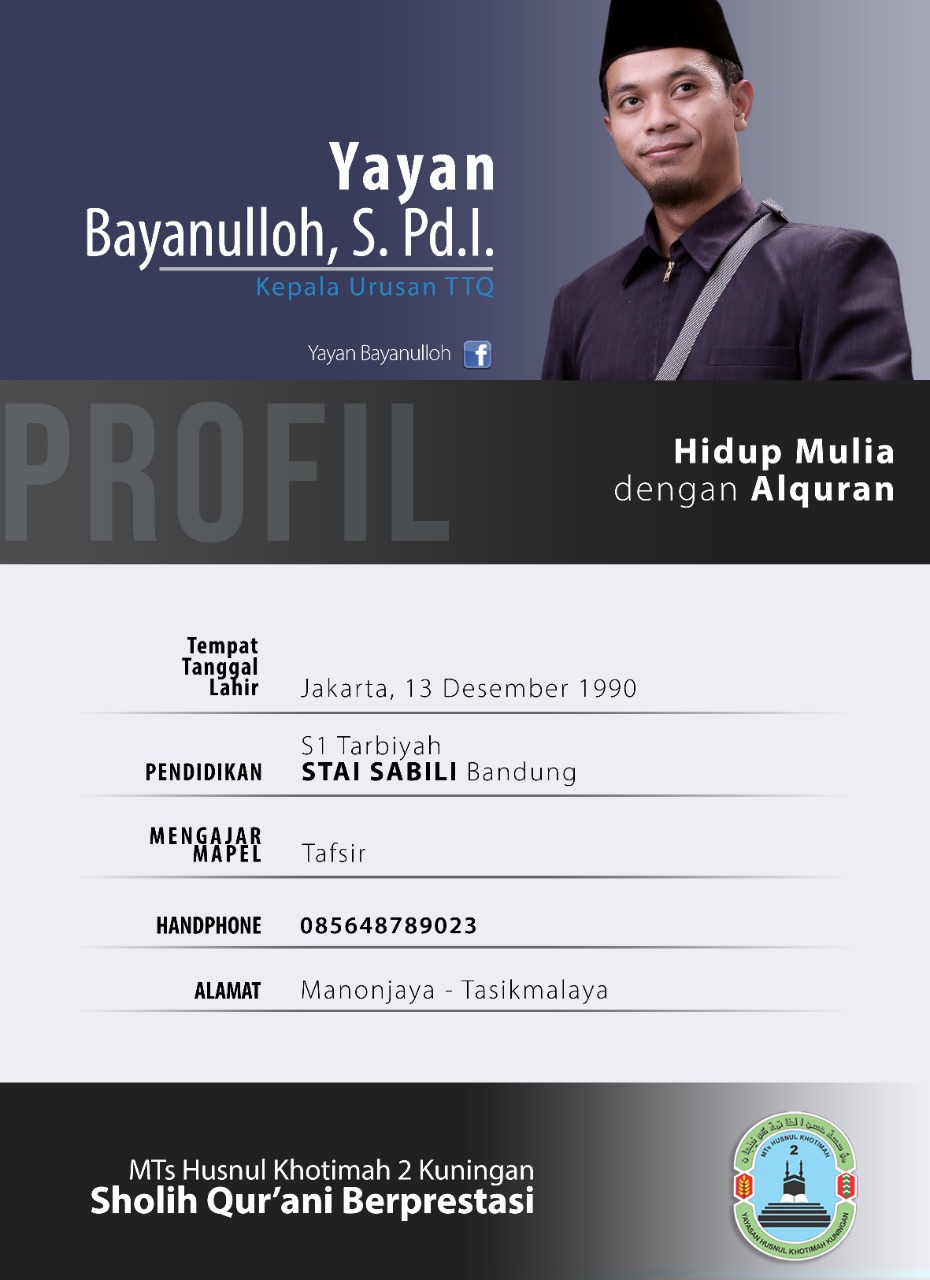 Yayan
Bayanulloh, S. Pd.I.
Kepala Urusan TTQ
Yayan Bayanulloh
PROFIL
Hidup Mulia
dengan Alquran
Tempat
Tanggal
Lahir
Jakarta, 13 Desember 1990
PENDIDIKAN
S1 Tarbiyah
STAI SABILI Bandung
MENGAJAR
MAPEL
Tafsir
HANDPHONE
085648789023
ALAMAT
Manonjaya - Tasikmalaya
MTs Husnul Khotimah 2 Kuningan
Sholih Qur’ani Berprestasi
MTs HUSNUL KHOTIMAH
2
YAYASAN HUSNUL KHOTIMAH KUNINGAN